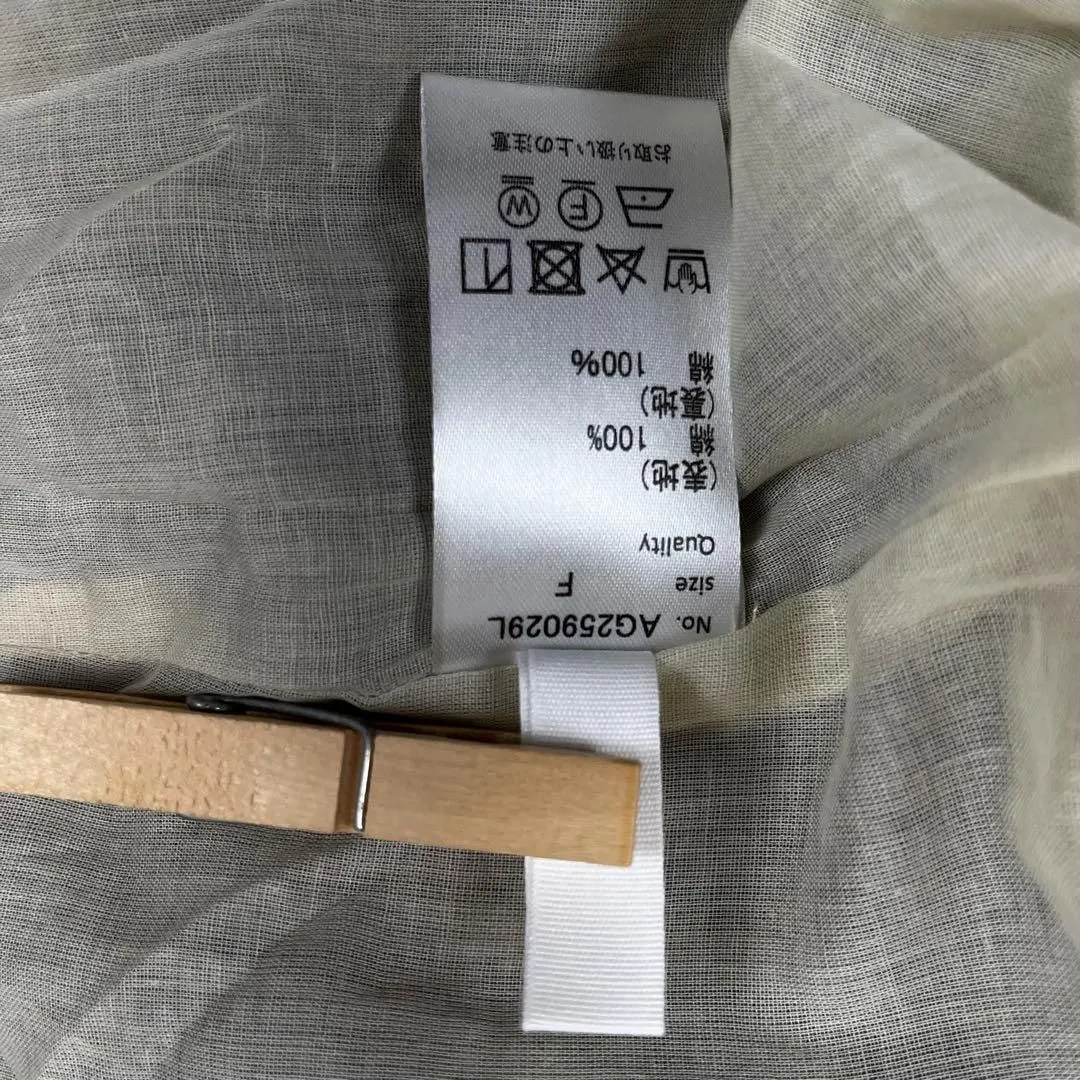 No. AG259029L
size F
Quality
(表地)
綿 100%
(裏地)
綿 100%
F W
お取り扱い上の注意